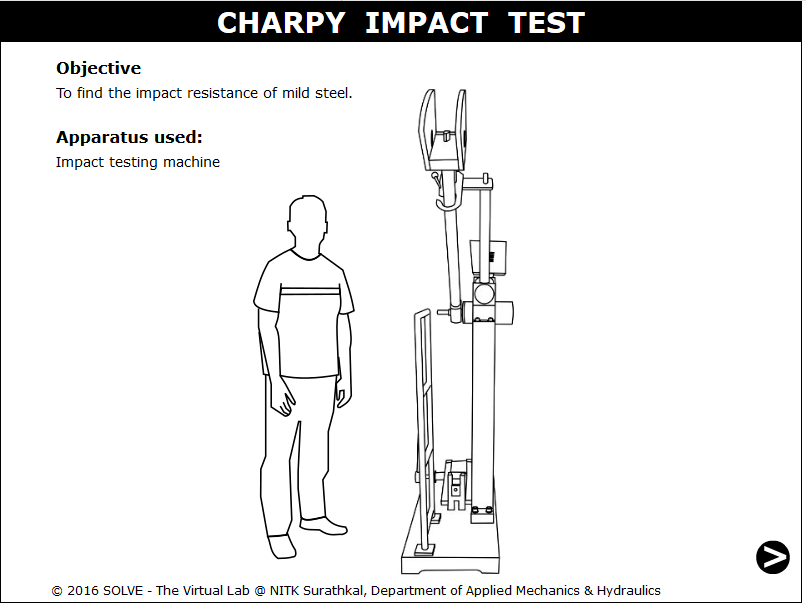 CHARPY IMPACT TEST
Objective
To find the impact resistance of mild steel.
Apparatus used:
Impact testing machine
© 2016 SOLVE - The Virtual Lab @ NITK Surathkal, Department of Applied Mechanics & Hydraulics